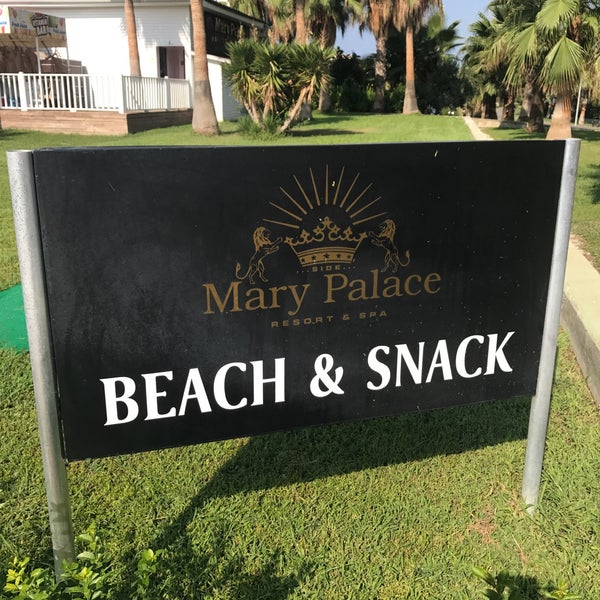 ...SIDE...
Mary Palace
RESORT & SPA
BEACH & SNACK